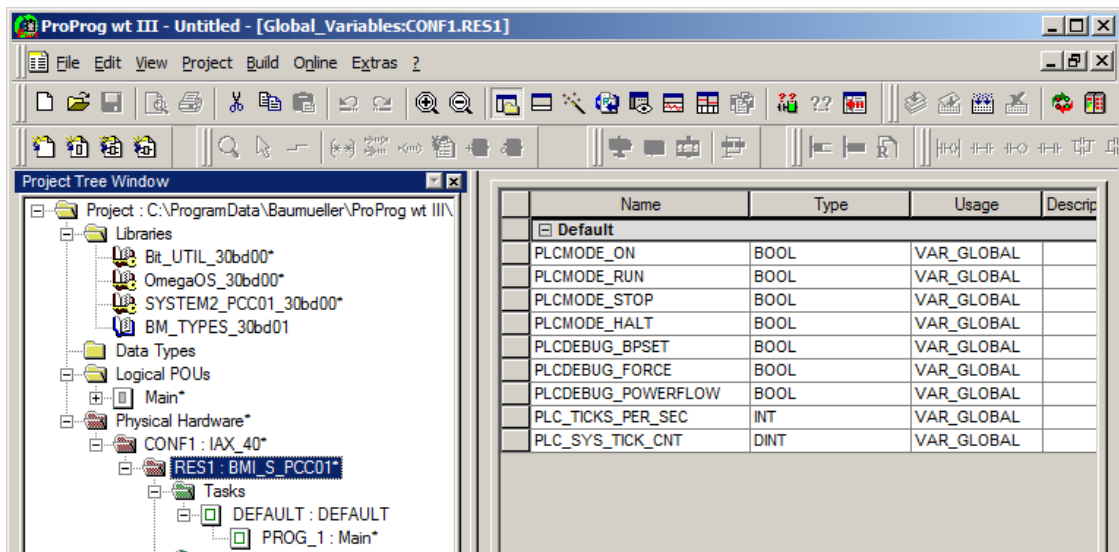 ProProg wt III - Untitled - [Global_Variables:CONF1.RES1]
File Edit View Project Build Online Extras ?
Project Tree Window
Project : C:\ProgramData\Baumueller\ProProg wt III\
Libraries
Bit_UTIL_30bd00*
OmegaOS_30bd00*
SYSTEM2_PCC01_30bd00*
BM_TYPES_30bd01
Data Types
Logical POUs
Main*
Physical Hardware*
CONF1 : IAX_40*
RES1 : BMI_S_PCC01*
Tasks
DEFAULT : DEFAULT
PROG_1 : Main*
Name Type Usage Descrip
Default
PLCMODE_ON BOOL VAR_GLOBAL
PLCMODE_RUN BOOL VAR_GLOBAL
PLCMODE_STOP BOOL VAR_GLOBAL
PLCMODE_HALT BOOL VAR_GLOBAL
PLCDEBUG_BPSET BOOL VAR_GLOBAL
PLCDEBUG_FORCE BOOL VAR_GLOBAL
PLCDEBUG_POWERFLOW BOOL VAR_GLOBAL
PLC_TICKS_PER_SEC INT VAR_GLOBAL
PLC_SYS_TICK_CNT DINT VAR_GLOBAL